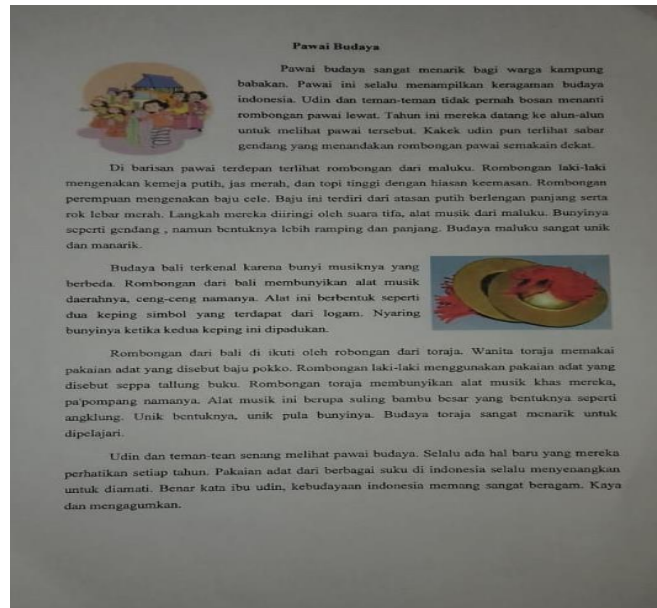 Pawai Budaya
Pawai budaya sangat menarik bagi warga kampung
babakan. Pawai ini selalu menampilkan keragaman budaya
indonesia. Udin dan teman-teman tidak pernah bosan menanti
rombongan pawai lewat. Tahun ini mereka datang ke alun-alun
untuk melihat pawai tersebut. Kakek udin pun terlihat sabar
gendang yang menandakan rombongan pawai semakain dekat.
Di barisan pawai terdepan terlihat rombongan dari maluku. Rombongan laki-laki
mengenakan kemeja putih, jas merah, dan topi tinggi dengan hiasan keemasan. Rombongan
perempuan mengenakan baju cele. Baju ini terdiri dari atasan putih berlengan panjang serta
rok lebar merah. Langkah mereka diiringi oleh suara tifa, alat musik dari maluku. Bunyinya
seperti gendang , namun bentuknya lebih ramping dan panjang. Budaya maluku sangat unik
dan manarik.
Budaya bali terkenal karena bunyi musiknya yang
berbeda. Rombongan dari bali membunyikan alat musik
daerahnya, ceng-ceng namanya. Alat ini berbentuk seperti
dua keping simbol yang terdapat dari logam. Nyaring
bunyinya ketika kedua keping ini dipadukan.
Rombongan dari bali di ikuti oleh robongan dari toraja. Wanita toraja memakai
pakaian adat yang disebut baju pokko. Rombongan laki-laki menggunakan pakaian adat yang
disebut seppa tallung buku. Rombongan toraja membunyikan alat musik khas mereka,
pa'pompang namanya. Alat musik ini berupa suling bambu besar yang bentuknya seperti
angklung. Unik bentuknya, unik pula bunyinya. Budaya toraja sangat menarik untuk
dipelajari.
Udin dan teman-tean senang melihat pawai budaya. Selalu ada hal baru yang mereka
perhatikan setiap tahun. Pakaian adat dari berbagai suku di indonesia selalu menyenangkan
untuk diamati. Benar kata ibu udin, kebudayaan indonesia memang sangat beragam. Kaya
dan mengagumkan.